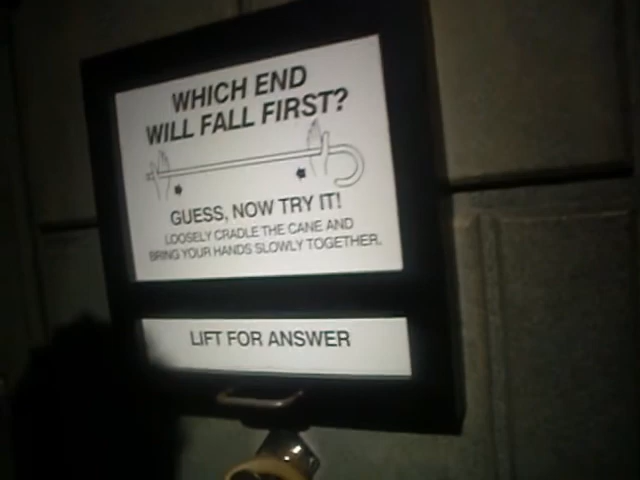 WHICH END
WILL FALL FIRST?
GUESS, NOW TRY IT!
LOOSELY CRADLE THE CANE AND
BRING YOUR HANDS SLOWLY TOGETHER.
LIFT FOR ANSWER